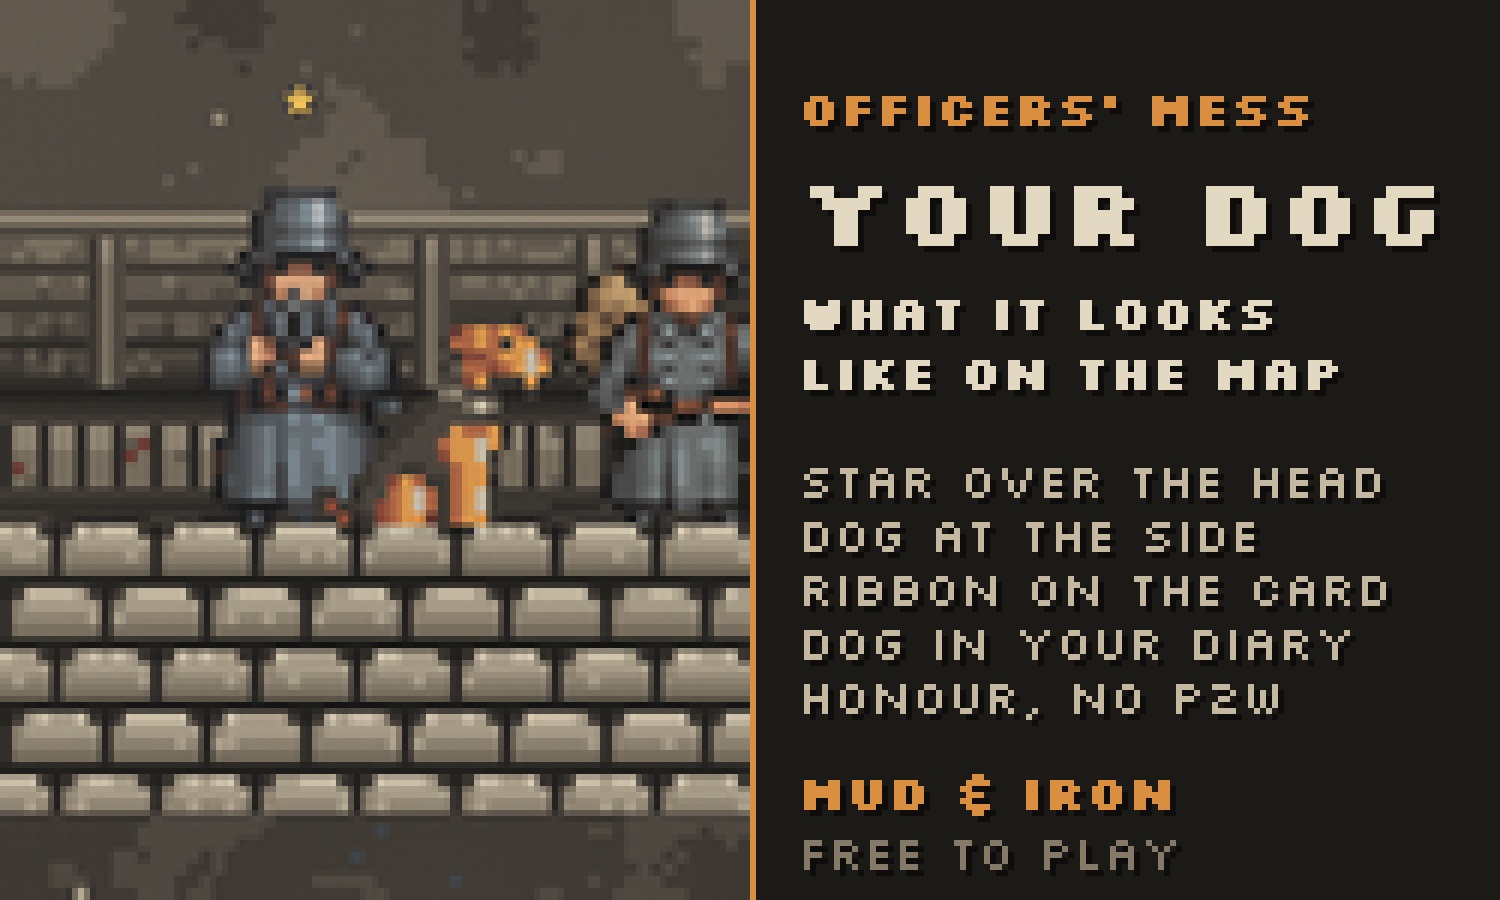 OFFICERS' MESS
YOUR DOG
WHAT IT LOOKS
LIKE ON THE MAP
STAR OVER THE HEAD
DOG AT THE SIDE
RIBBON ON THE CARD
DOG IN YOUR DIARY
HONOUR, NO P2W
MUD & IRON
FREE TO PLAY